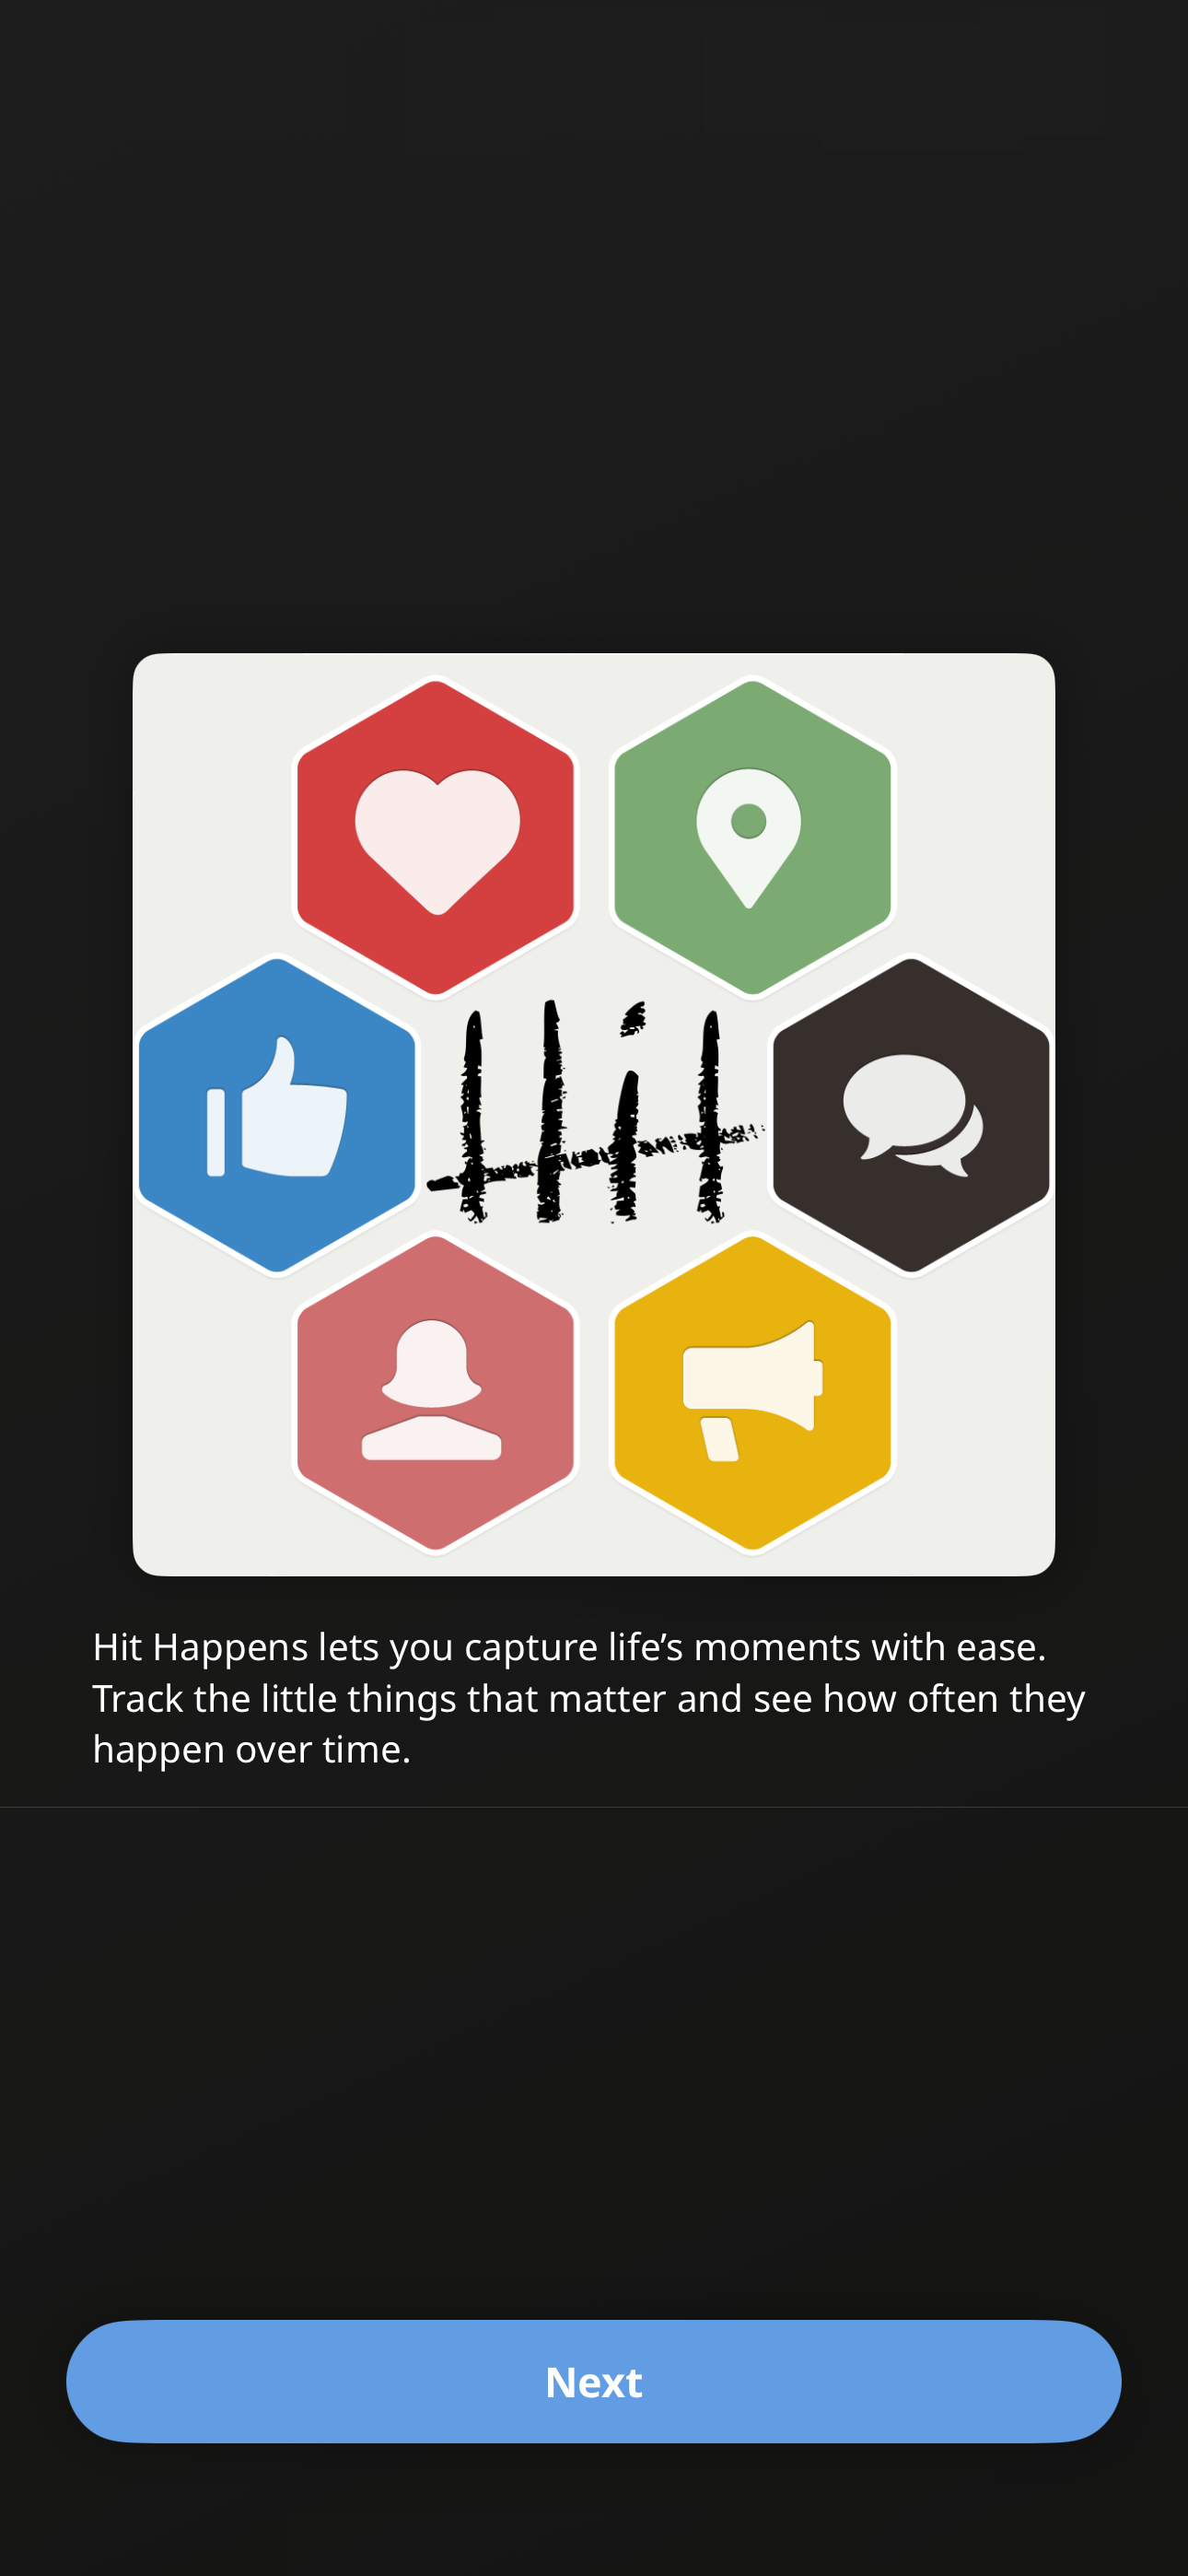 Hit
Hit Happens lets you capture life’s moments with ease.
Track the little things that matter and see how often they
happen over time.
Next